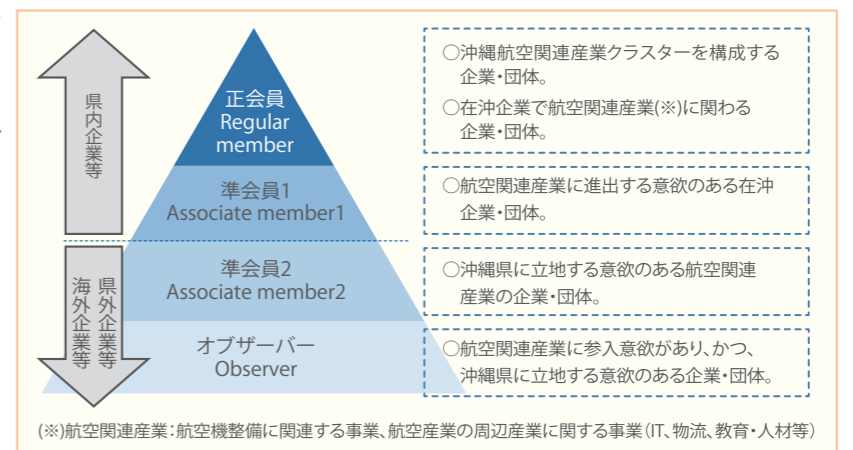 県内企業等
県外企業等
海外企業等
正会員
Regular
member
準会員1
Associate member1
準会員2
Associate member2
オブザーバー
Observer
○沖縄航空関連産業クラスターを構成する
企業・団体。
○在沖企業で航空関連産業(※)に関わる
企業・団体。
○航空関連産業に進出する意欲のある在沖
企業・団体。
○沖縄県に立地する意欲のある航空関連
産業の企業・団体。
○航空関連産業に参入意欲があり、かつ、
沖縄県に立地する意欲のある企業・団体。
(※)航空関連産業：航空機整備に関連する事業、航空産業の周辺産業に関する事業（IT、物流、教育・人材等）